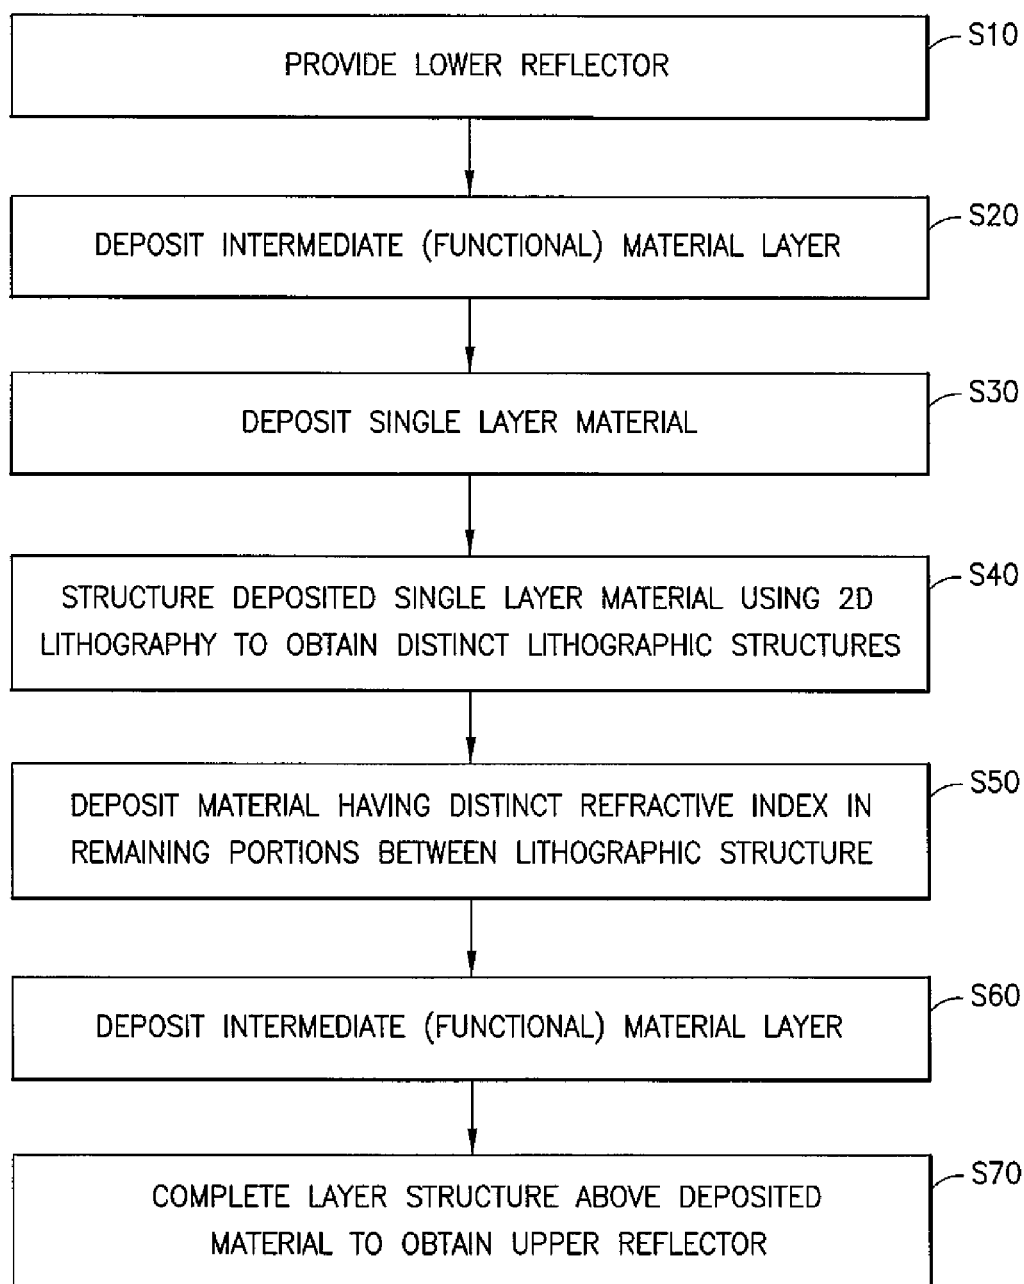 S10
PROVIDE LOWER REFLECTOR
S20
DEPOSIT INTERMEDIATE (FUNCTIONAL) MATERIAL LAYER
S30
DEPOSIT SINGLE LAYER MATERIAL
S40
STRUCTURE DEPOSITED SINGLE LAYER MATERIAL USING 2D
LITHOGRAPHY TO OBTAIN DISTINCT LITHOGRAPHIC STRUCTURES
S50
DEPOSIT MATERIAL HAVING DISTINCT REFRACTIVE INDEX IN
REMAINING PORTIONS BETWEEN LITHOGRAPHIC STRUCTURE
S60
DEPOSIT INTERMEDIATE (FUNCTIONAL) MATERIAL LAYER
S70
COMPLETE LAYER STRUCTURE ABOVE DEPOSITED
MATERIAL TO OBTAIN UPPER REFLECTOR